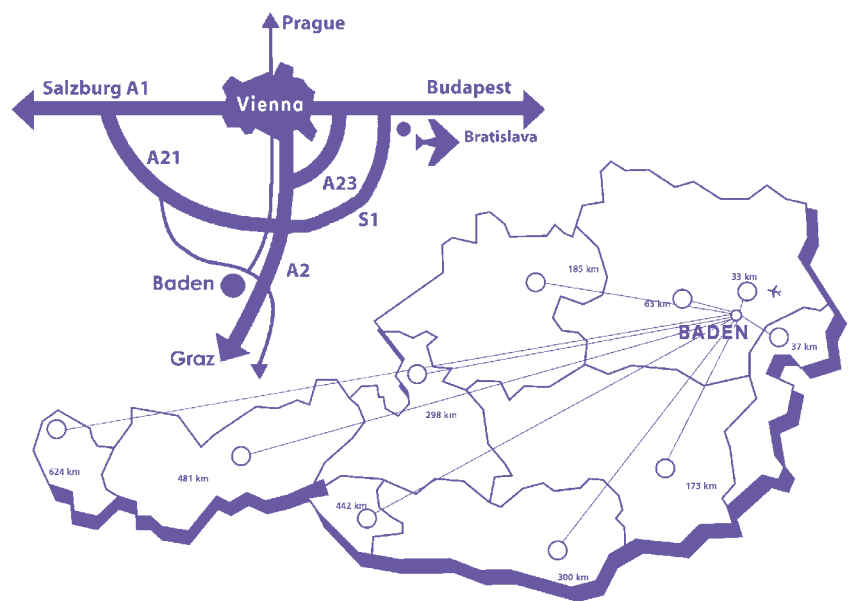 Prague
Salzburg A1
Vienna
Budapest
Bratislava
A21
A23
S1
A2
Baden
Graz
185 km
63 km
33 km
BADEN
37 km
298 km
624 km
481 km
442 km
173 km
300 km